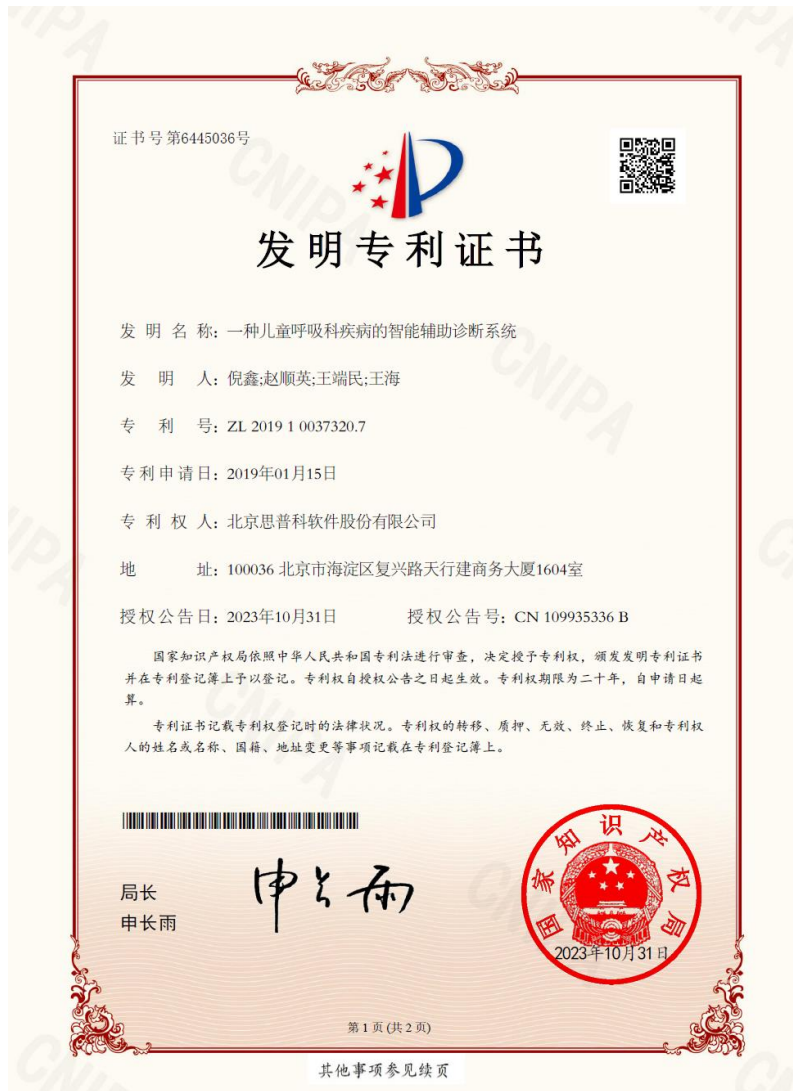 证书号第6445036号
发明专利证书
发明名称：一种儿童呼吸科疾病的智能辅助诊断系统
发明人：倪鑫;赵顺英;王端民;王海
专利号：ZL 2019 1 0037320.7
专利申请日：2019年01月15日
专利权人：北京思普科软件股份有限公司
地址：100036 北京市海淀区复兴路天行建商务大厦1604室
授权公告日：2023年10月31日 授权公告号：CN 109935336 B
国家知识产权局依照中华人民共和国专利法进行审查，决定授予专利权，颁发发明专利证书
并在专利登记簿上予以登记。专利权自授权公告之日起生效。专利权期限为二十年，自申请日起
算。
专利证书记载专利权登记时的法律状况。专利权的转移、质押、无效、终止、恢复和专利权
人的姓名或名称、国籍、地址变更等事项记载在专利登记簿上。
局长
申长雨
申长雨
国家知识产权局
2023年10月31日
第 1 页 (共 2 页)
其他事项参见续页
CNIPA
CNIPA
CNIPA
CNIPA